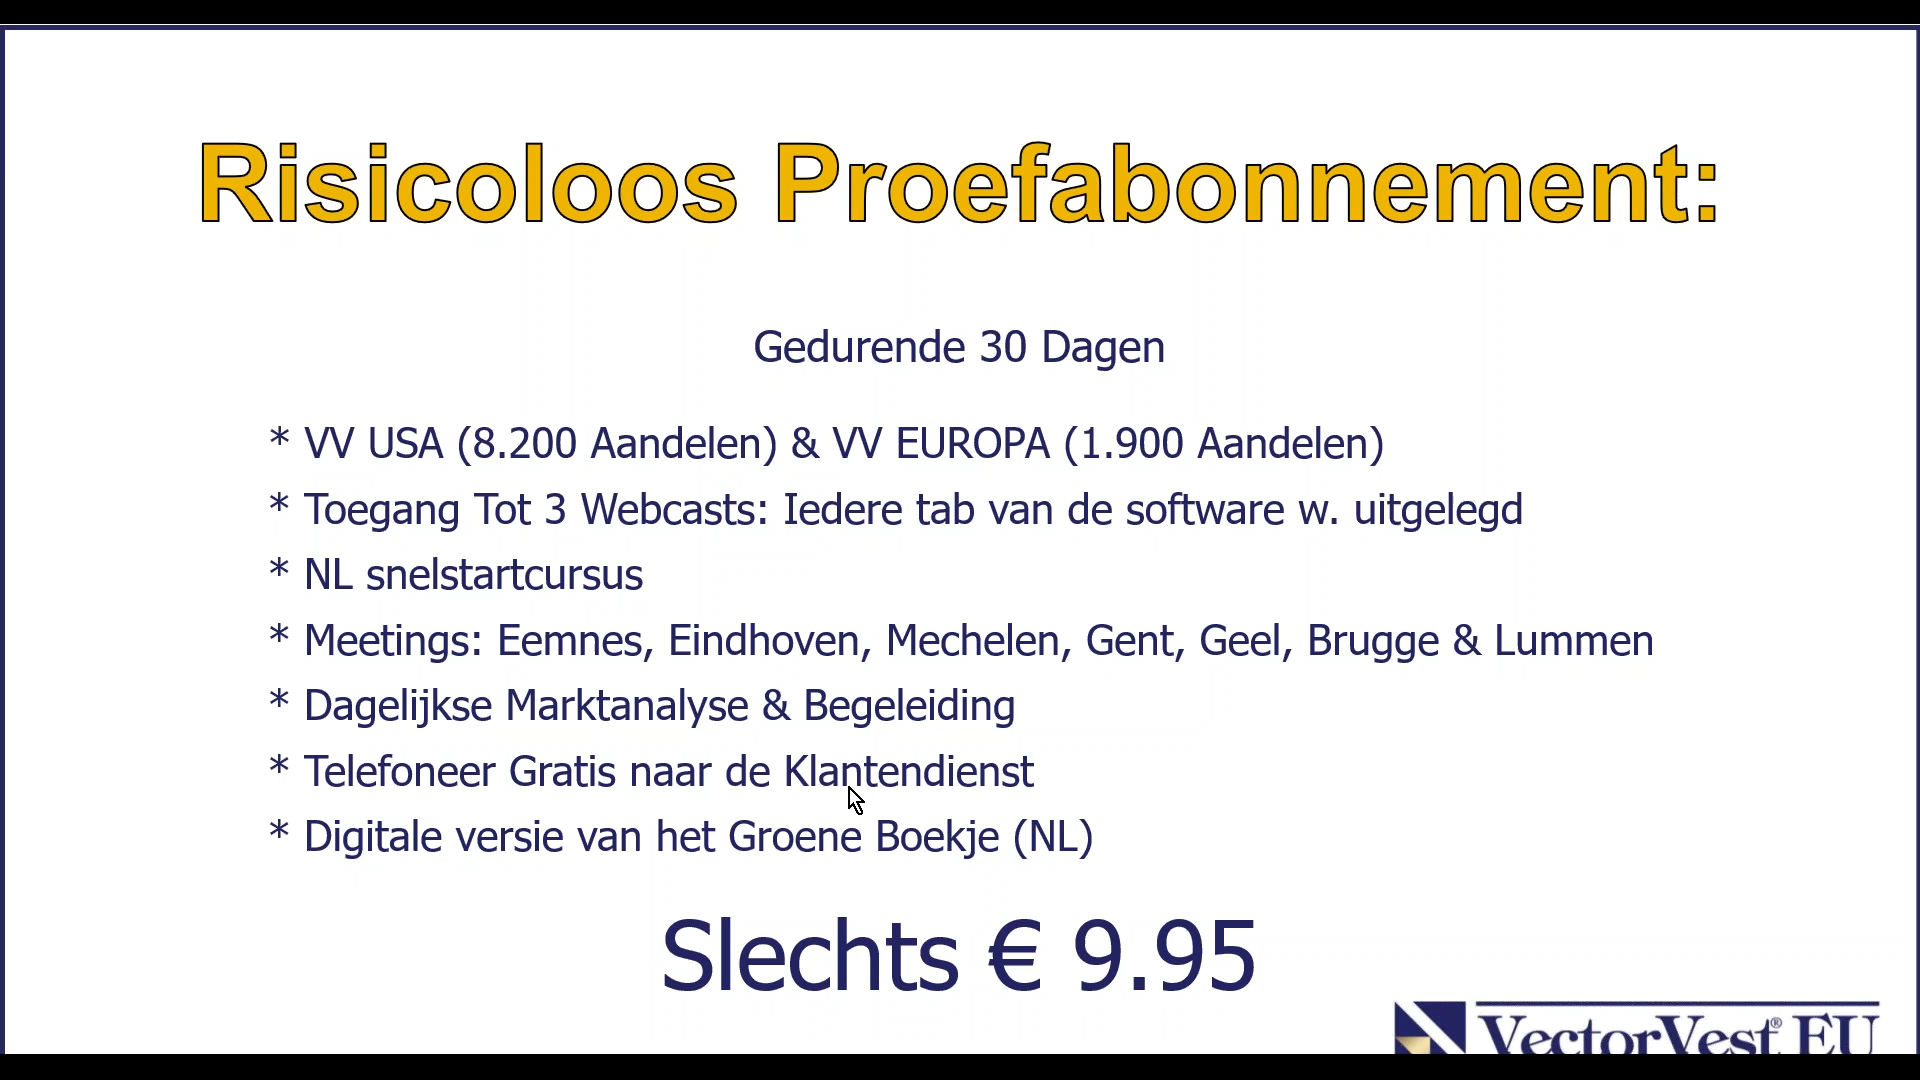 Risicoloos Proefabonnement:
Gedurende 30 Dagen
* VV USA (8.200 Aandelen) & VV EUROPA (1.900 Aandelen)
* Toegang Tot 3 Webcasts: Iedere tab van de software w. uitgelegd
* NL snelstartcursus
* Meetings: Eemnes, Eindhoven, Mechelen, Gent, Geel, Brugge & Lummen
* Dagelijkse Marktanalyse & Begeleiding
* Telefoneer Gratis naar de Klantendienst
* Digitale versie van het Groene Boekje (NL)
Slechts € 9.95
VectorVest® EU